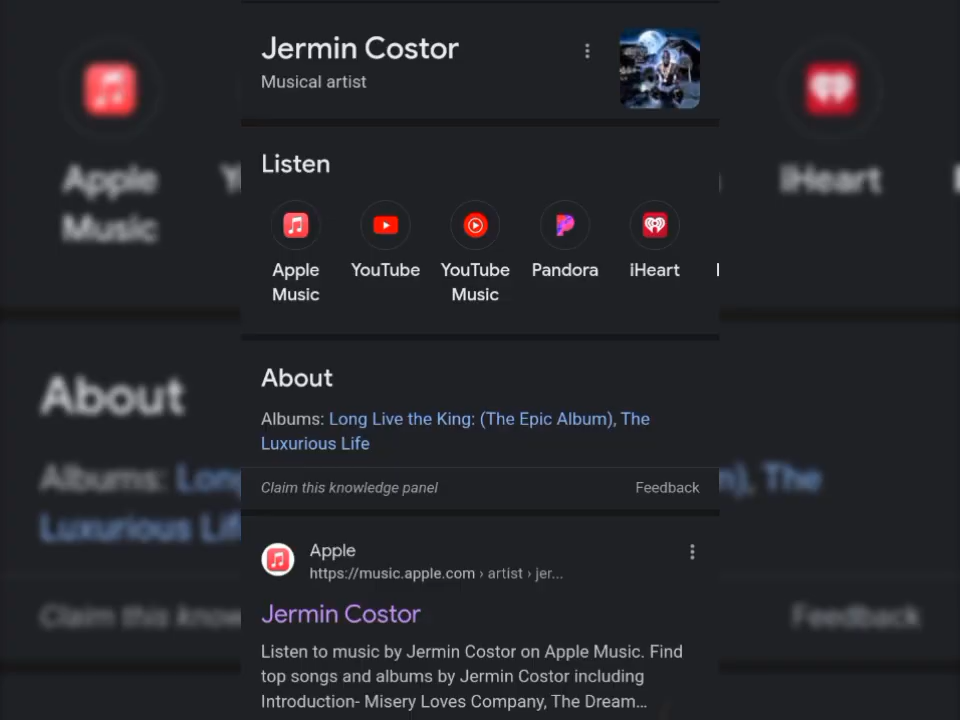 Jermin Costor
Musical artist
Listen
Apple Music
YouTube
YouTube Music
Pandora
iHeart
About
Albums: Long Live the King: (The Epic Album), The
Luxurious Life
Claim this knowledge panel
Feedback
Apple
https://music.apple.com › artist › jer...
Jermin Costor
Listen to music by Jermin Costor on Apple Music. Find
top songs and albums by Jermin Costor including
Introduction- Misery Loves Company, The Dream...